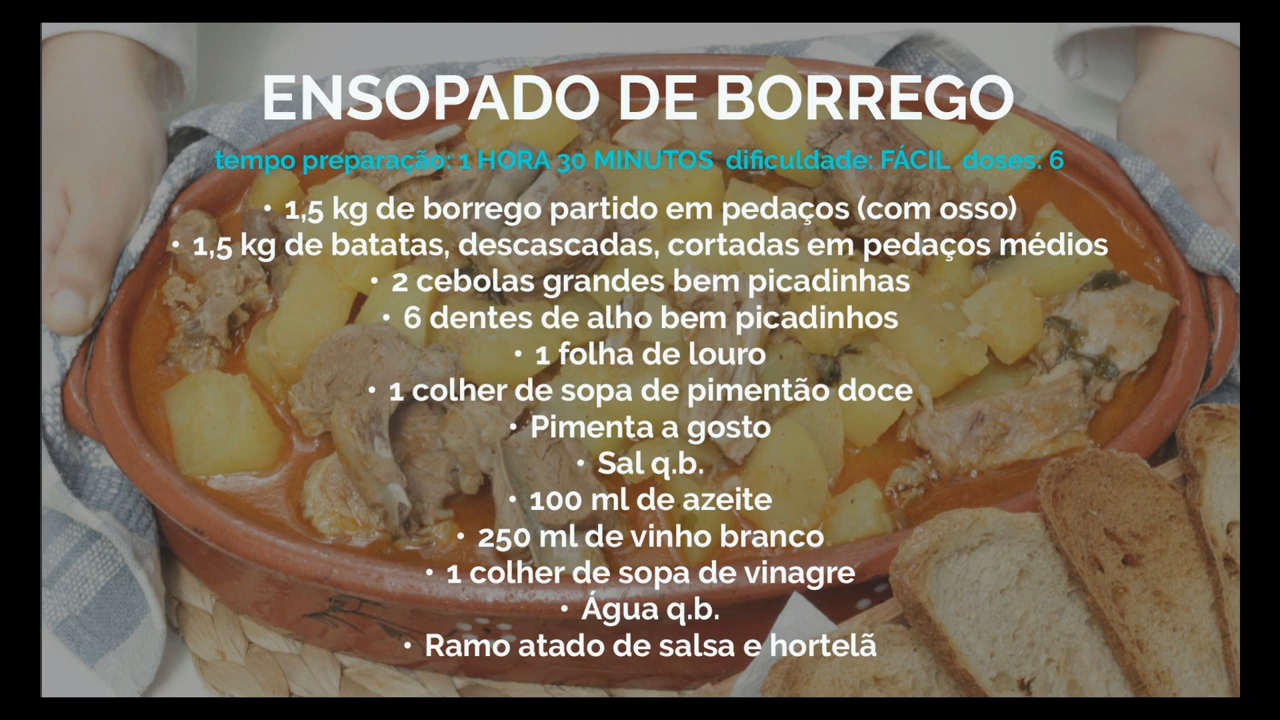 ENSOPADO DE BORREGO
tempo preparação: 1 HORA 30 MINUTOS dificuldade: FÁCIL doses: 6
• 1,5 kg de borrego partido em pedaços (com osso)
• 1,5 kg de batatas, descascadas, cortadas em pedaços médios
• 2 cebolas grandes bem picadinhas
• 6 dentes de alho bem picadinhos
• 1 folha de louro
• 1 colher de sopa de pimentão doce
• Pimenta a gosto
• Sal q.b.
• 100 ml de azeite
• 250 ml de vinho branco
• 1 colher de sopa de vinagre
• Água q.b.
• Ramo atado de salsa e hortelã